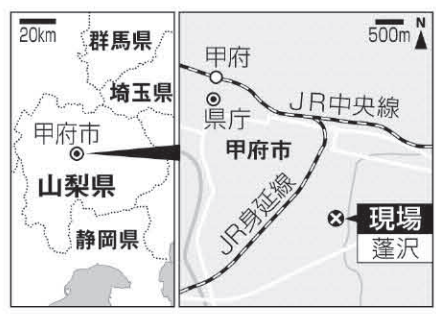 20km
群馬県
埼玉県
甲府市
山梨県
静岡県
500m
N
甲府
県庁
JR中央線
甲府市
JR身延線
現場
蓬沢